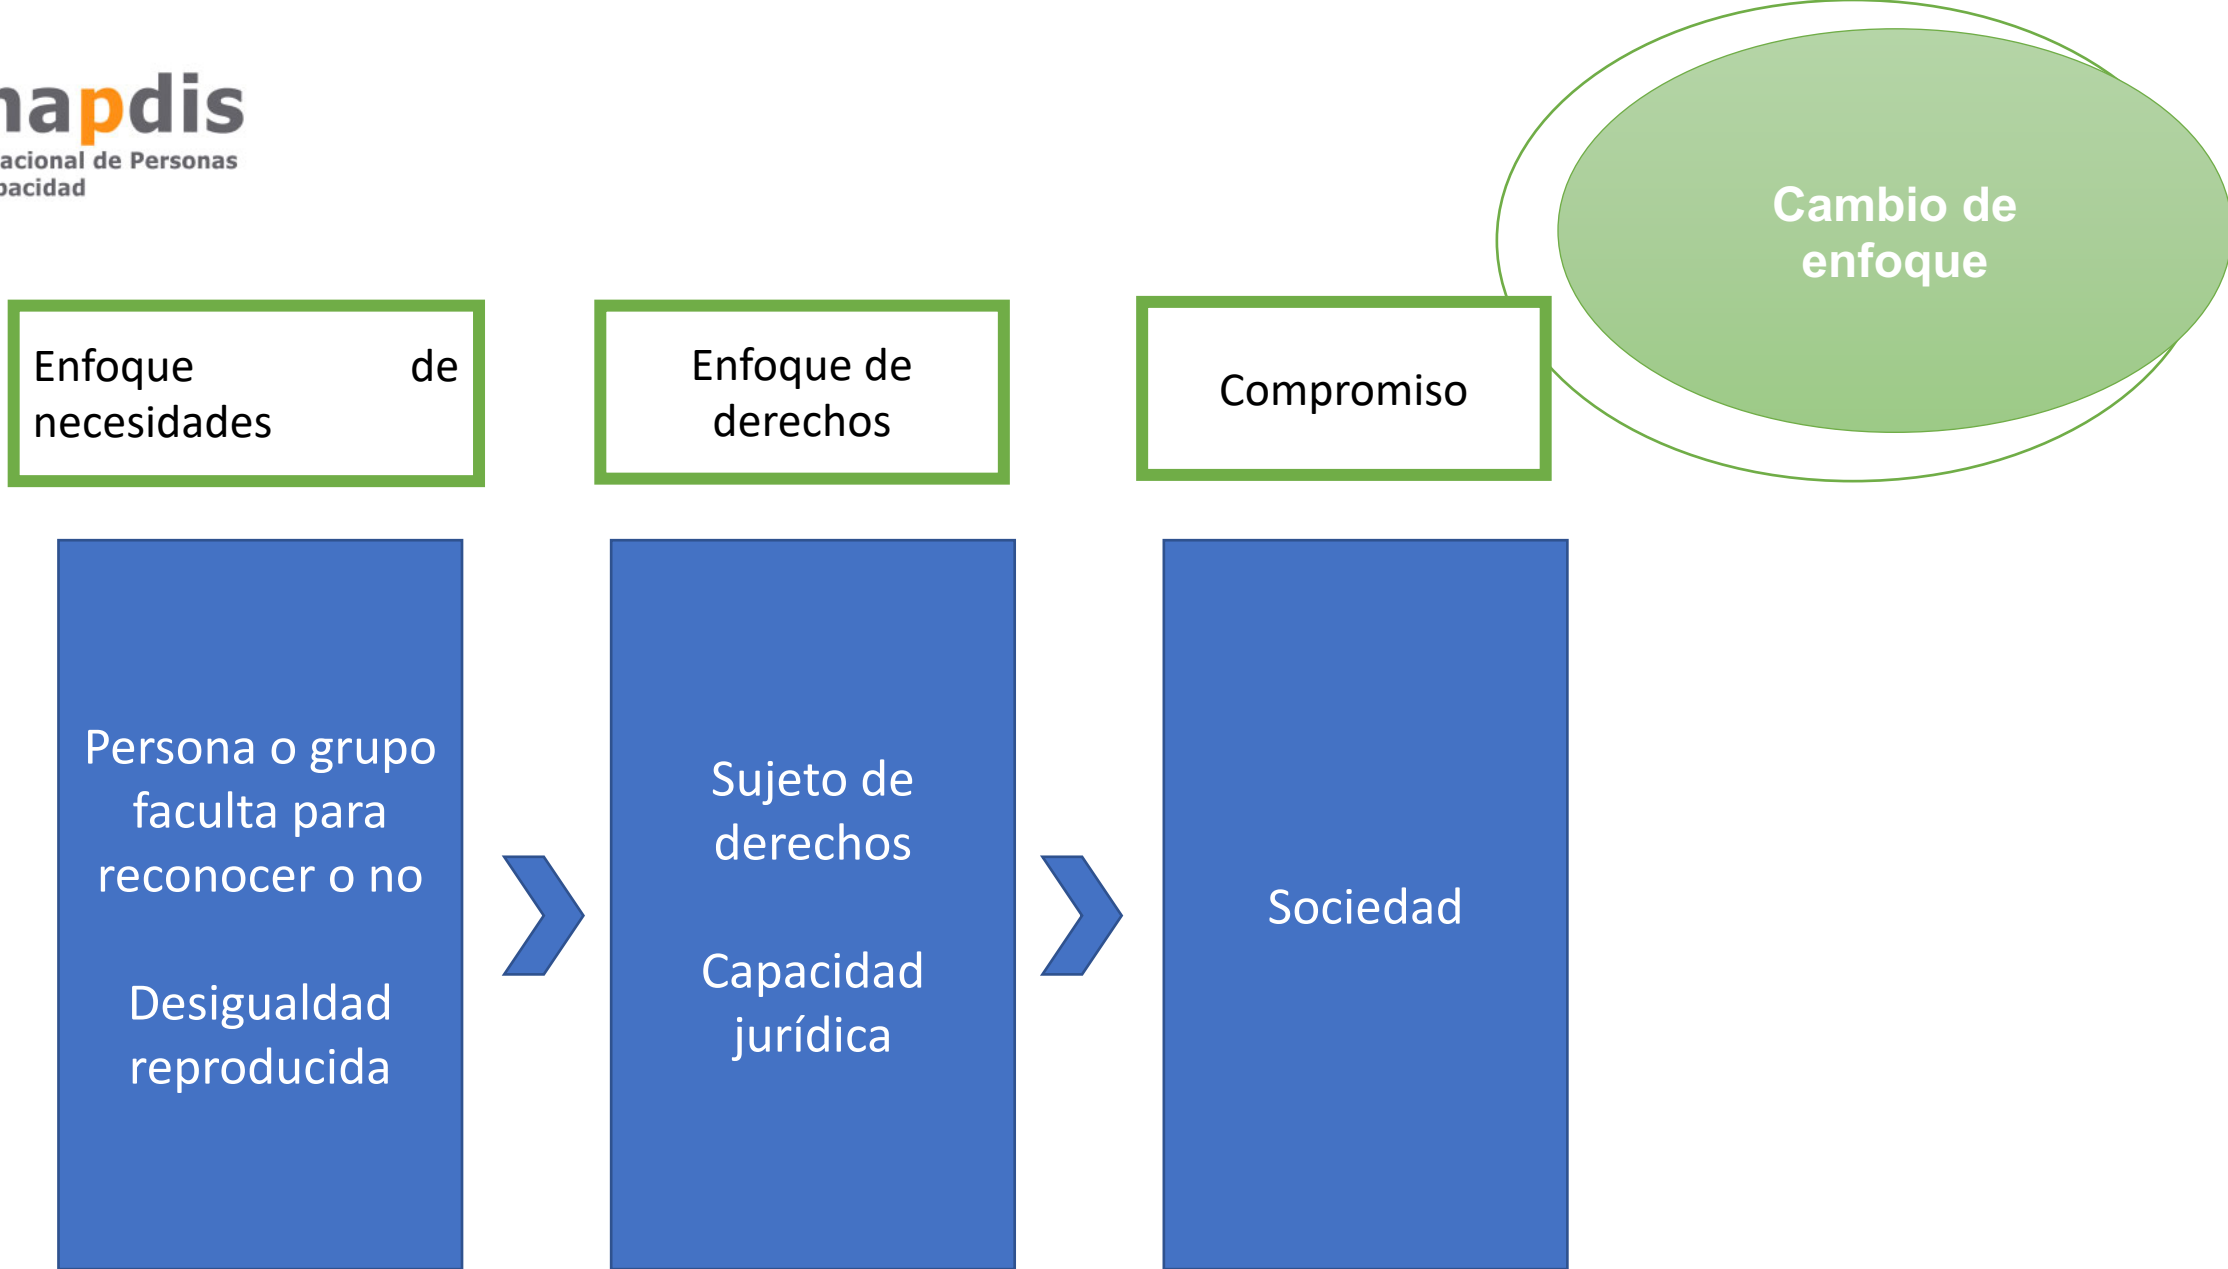 napdis
acional de Personas
pacidad
Cambio de
enfoque
Enfoque de
necesidades
Enfoque de
derechos
Compromiso
Persona o grupo
faculta para
reconocer o no
Desigualdad
reproducida
Sujeto de
derechos
Capacidad
jurídica
Sociedad